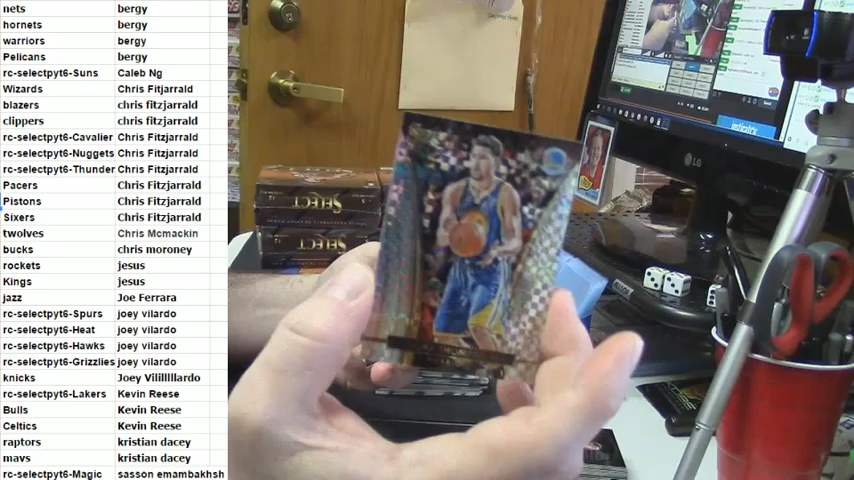 nets bergy
hornets bergy
warriors bergy
Pelicans bergy
rc-selectpyt6-Suns Caleb Ng
Wizards Chris Fitjarrald
blazers chris fitzjarrald
clippers chris fitzjarrald
rc-selectpyt6-Cavalier Chris Fitzjarrald
rc-selectpyt6-Nuggets Chris Fitzjarrald
rc-selectpyt6-Thunder Chris Fitzjarrald
Pacers Chris Fitzjarrald
Pistons Chris Fitzjarrald
Sixers Chris Fitzjarrald
twolves Chris Mcmackin
bucks chris moroney
rockets jesus
Kings jesus
jazz Joe Ferrara
rc-selectpyt6-Spurs joey vilardo
rc-selectpyt6-Heat joey vilardo
rc-selectpyt6-Hawks joey vilardo
rc-selectpyt6-Grizzlies joey vilardo
knicks Joey Vililllllardo
rc-selectpyt6-Lakers Kevin Reese
Bulls Kevin Reese
Celtics Kevin Reese
raptors kristian dacey
mavs kristian dacey
rc-selectpyt6-Magic sasson emambakhsh
SELECT
SELECT
LG